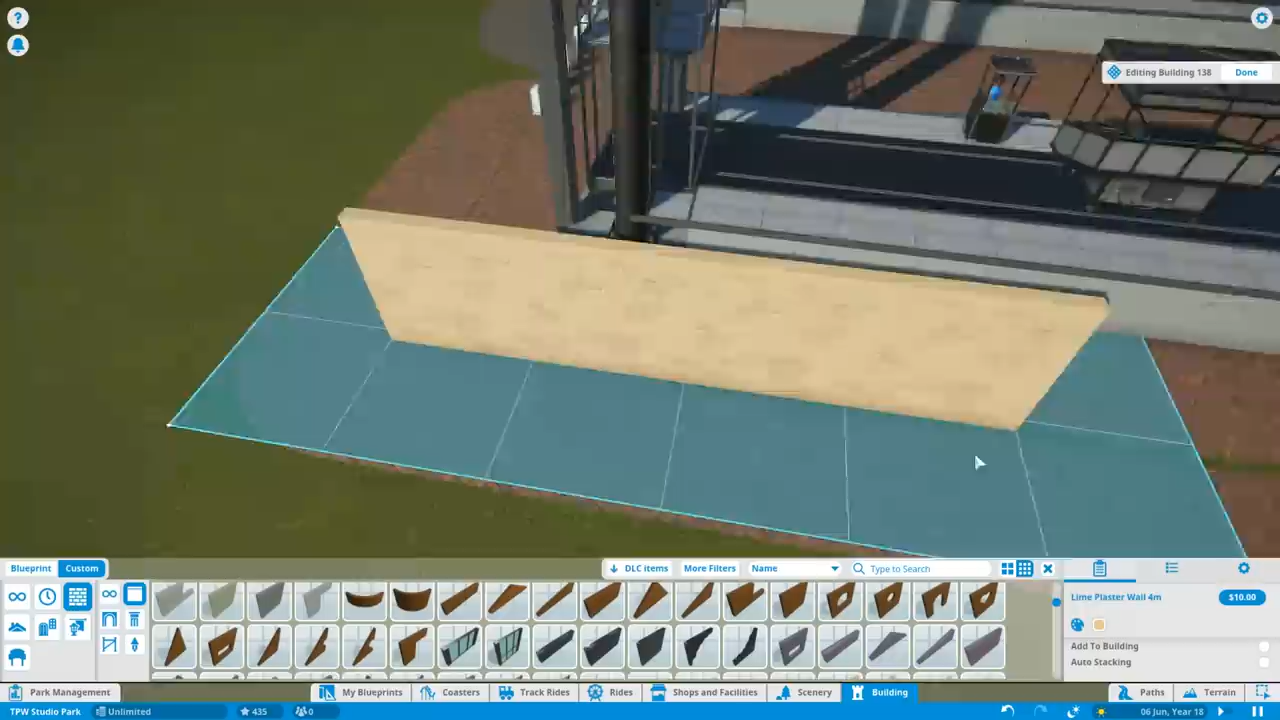 Editing Building 138 Done
Blueprint Custom
DLC items More Filters Name Type to Search
Lime Plaster Wall 4m $10.00
Add To Building
Auto Stacking
Park Management My Blueprints Coasters Track Rides Rides Shops and Facilities Scenery Building Paths Terrain
TPW Studio Park Unlimited 435 0 06 Jun, Year 18